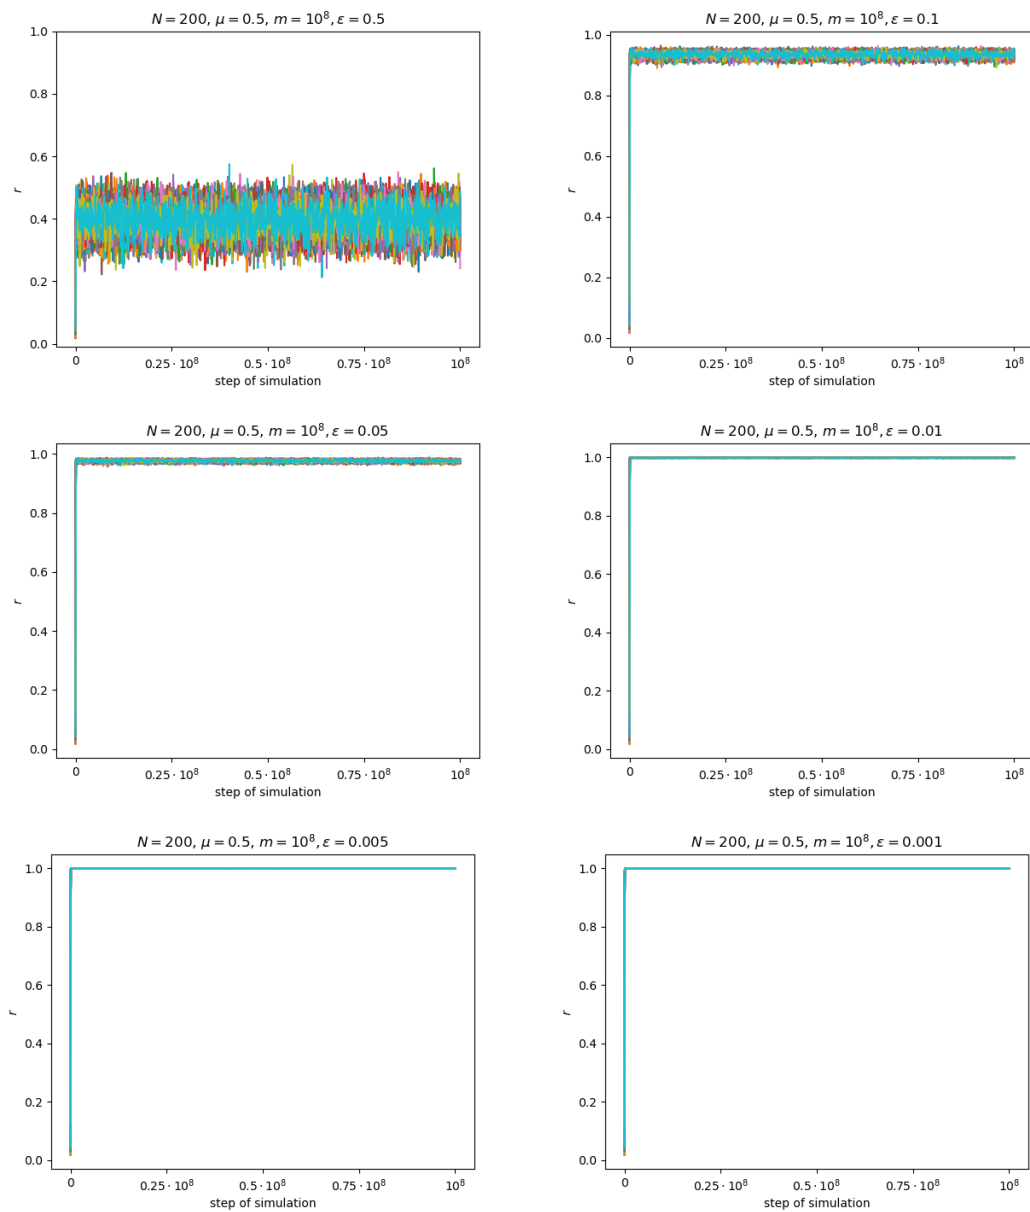 N = 200, μ = 0.5, m = 10⁸, ε = 0.5
1.0
0.8
0.6
0.4
0.2
0.0
r
0
0.25 · 10⁸
0.5 · 10⁸
0.75 · 10⁸
10⁸
step of simulation
N = 200, μ = 0.5, m = 10⁸, ε = 0.1
1.0
0.8
0.6
0.4
0.2
0.0
r
0
0.25 · 10⁸
0.5 · 10⁸
0.75 · 10⁸
10⁸
step of simulation
N = 200, μ = 0.5, m = 10⁸, ε = 0.05
1.0
0.8
0.6
0.4
0.2
0.0
r
0
0.25 · 10⁸
0.5 · 10⁸
0.75 · 10⁸
10⁸
step of simulation
N = 200, μ = 0.5, m = 10⁸, ε = 0.01
1.0
0.8
0.6
0.4
0.2
0.0
r
0
0.25 · 10⁸
0.5 · 10⁸
0.75 · 10⁸
10⁸
step of simulation
N = 200, μ = 0.5, m = 10⁸, ε = 0.005
1.0
0.8
0.6
0.4
0.2
0.0
r
0
0.25 · 10⁸
0.5 · 10⁸
0.75 · 10⁸
10⁸
step of simulation
N = 200, μ = 0.5, m = 10⁸, ε = 0.001
1.0
0.8
0.6
0.4
0.2
0.0
r
0
0.25 · 10⁸
0.5 · 10⁸
0.75 · 10⁸
10⁸
step of simulation